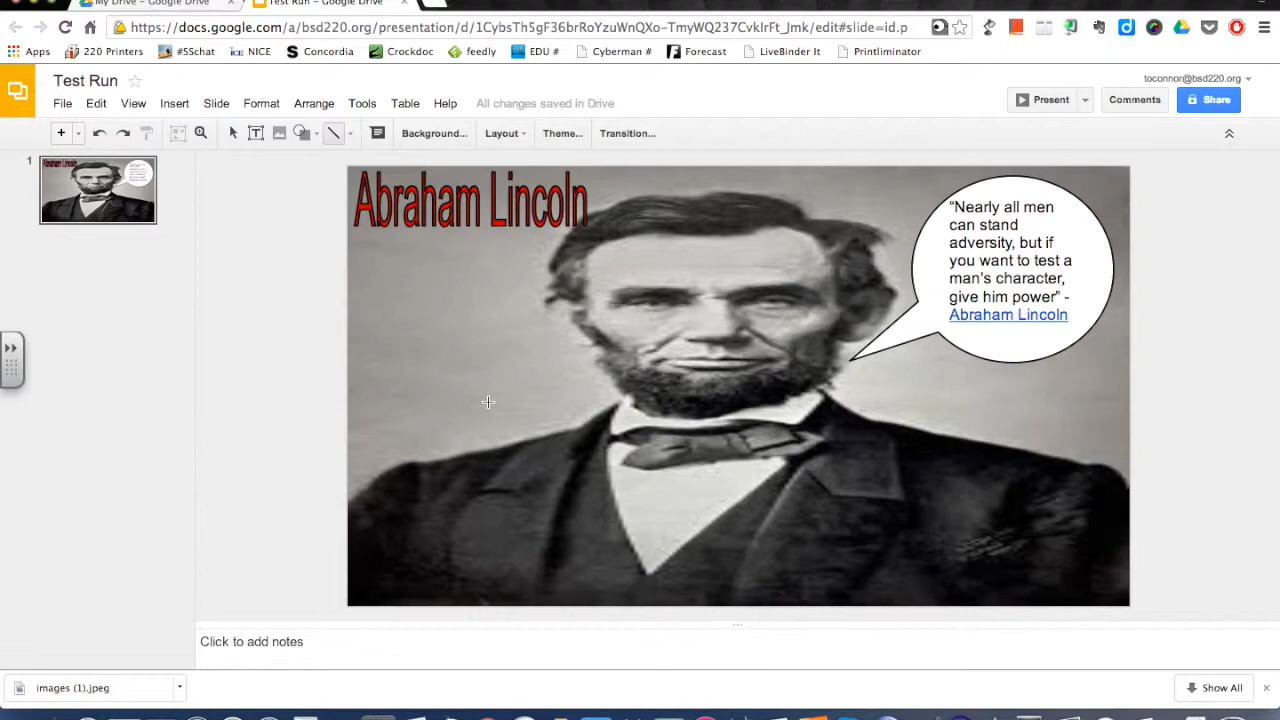 My Drive - Google Drive
Test Run - Google Drive
https://docs.google.com/a/bsd220.org/presentation/d/1CybsTh5gF36brRoYzuWnQXo-TmyWQ237CvklrFt_Jmk/edit#slide=id.p
Apps 220 Printers #5Schat NICE Concordia Crockdoc feedly EDU # Cyberman # Forecast LiveBinder It Printliminator
Test Run
toconnor@bsd220.org
File Edit View Insert Slide Format Arrange Tools Table Help All changes saved in Drive
Present Comments Share
Background... Layout Theme... Transition...
1
Abraham Lincoln
“Nearly all men
can stand
adversity, but if
you want to test a
man's character,
give him power” -
Abraham Lincoln
Click to add notes
images (1).jpeg
Show All